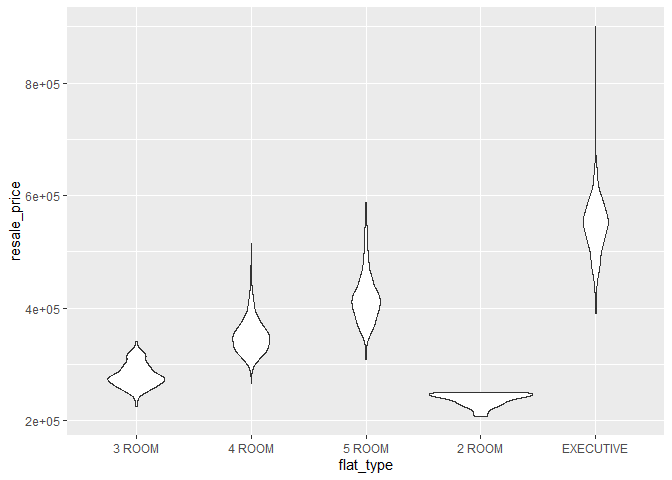 8e+05
6e+05
4e+05
2e+05
resale_price
3 ROOM
4 ROOM
5 ROOM
2 ROOM
EXECUTIVE
flat_type